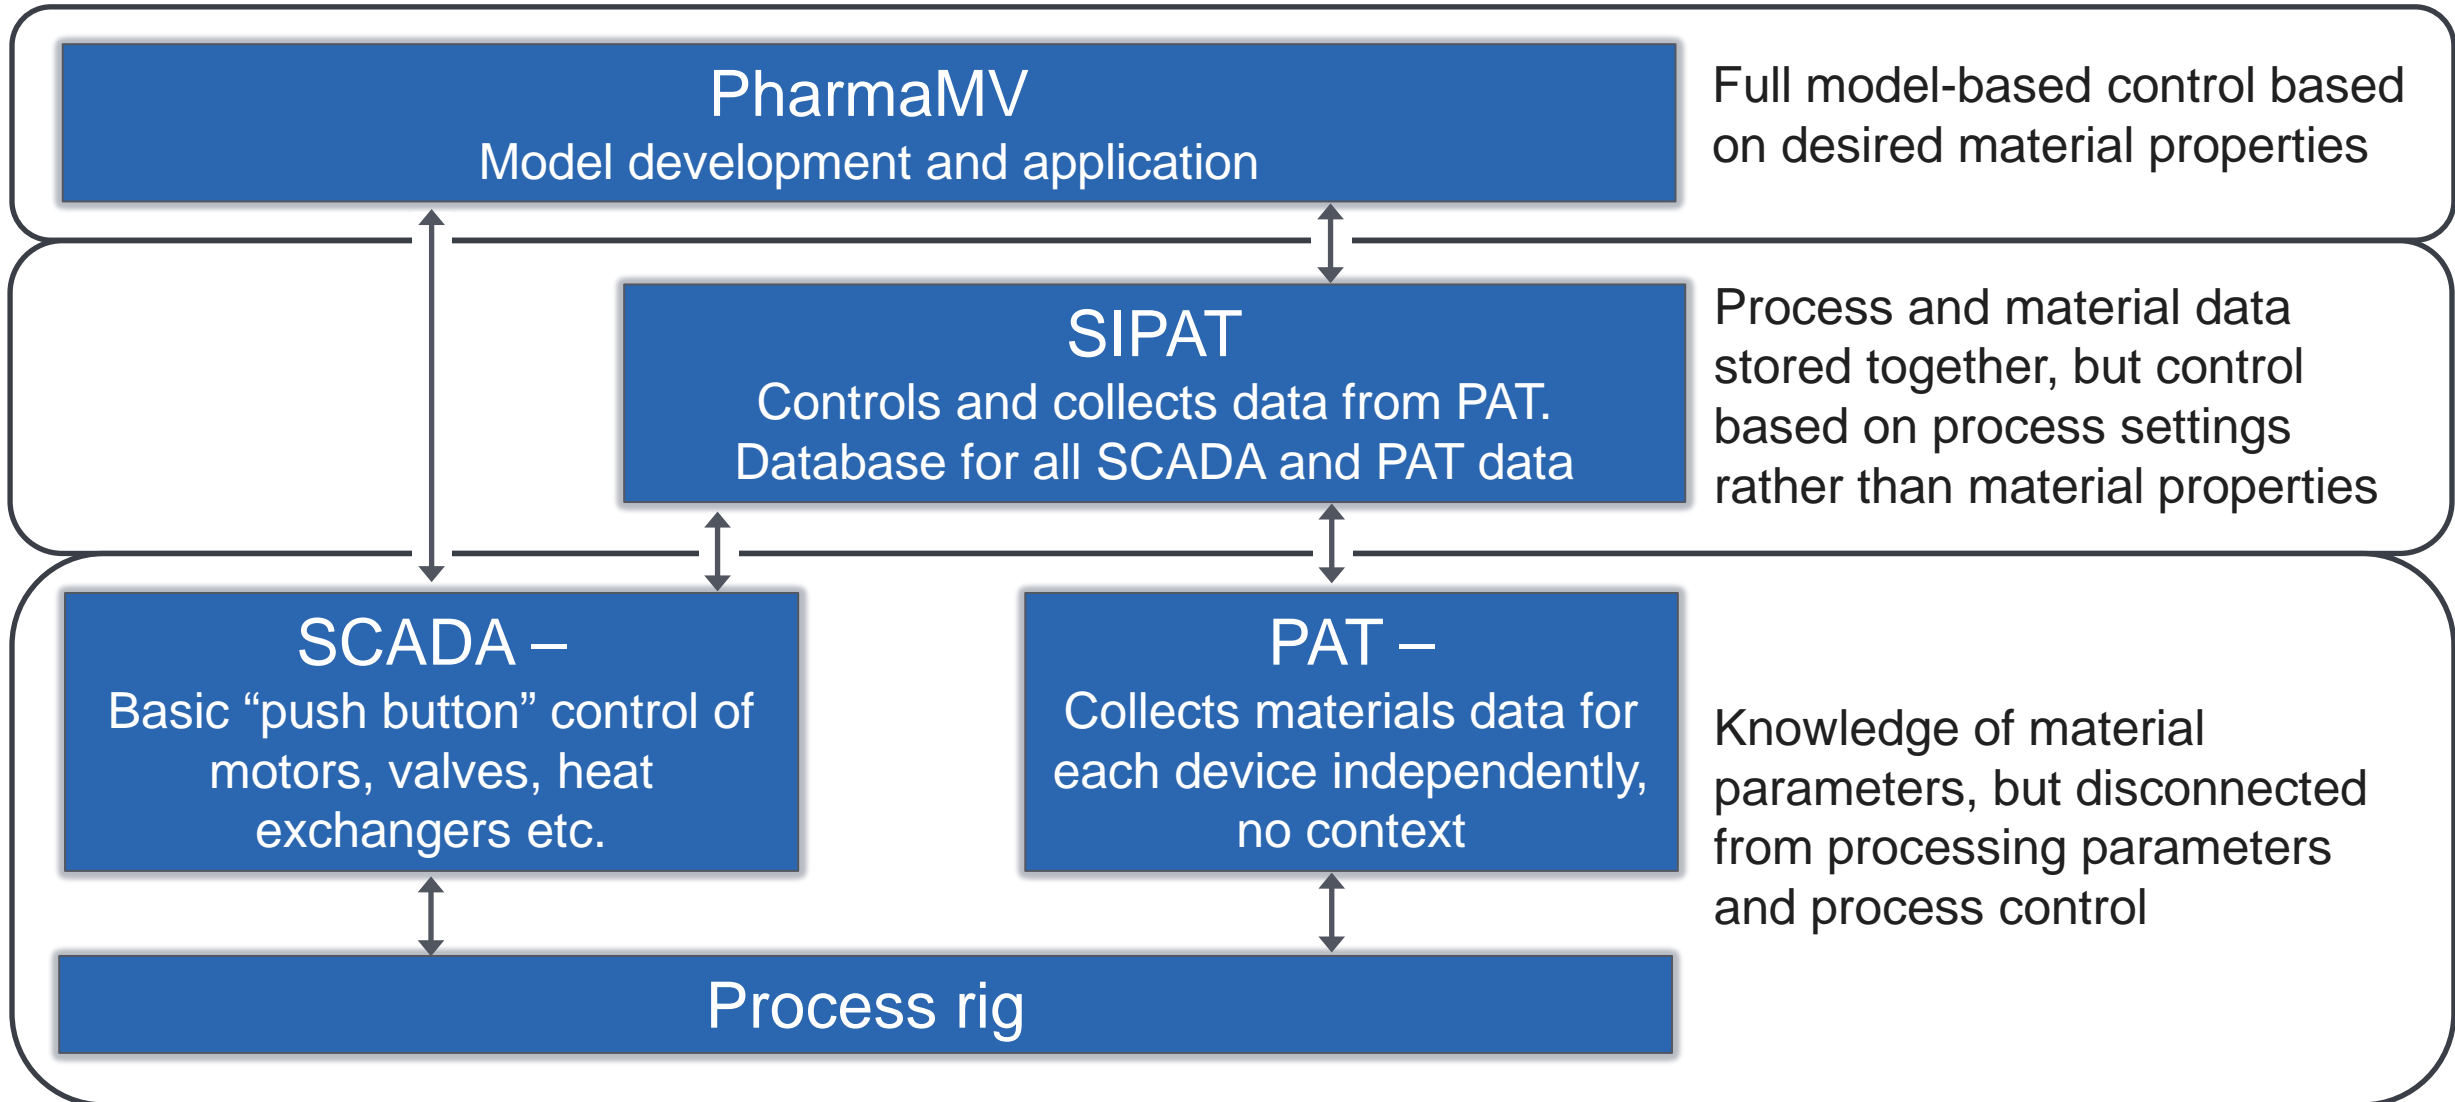 PharmaMV
Model development and application
Full model-based control based
on desired material properties
SIPAT
Controls and collects data from PAT.
Database for all SCADA and PAT data
Process and material data
stored together, but control
based on process settings
rather than material properties
SCADA –
Basic “push button” control of
motors, valves, heat
exchangers etc.
PAT –
Collects materials data for
each device independently,
no context
Knowledge of material
parameters, but disconnected
from processing parameters
and process control
Process rig